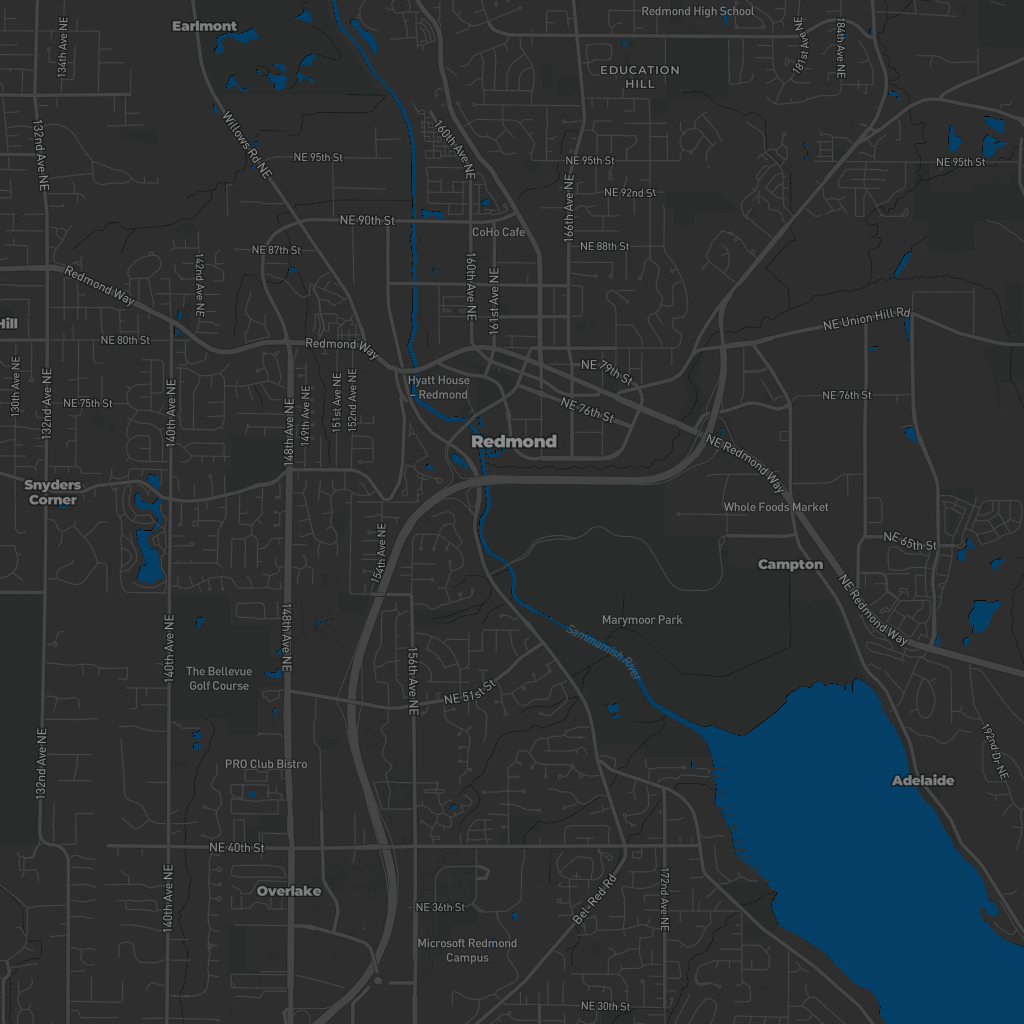 Redmond High School
Earlmont
134th Ave NE
181st Ave NE
184th Ave NE
EDUCATION
HILL
132nd Ave NE
Willows Rd NE
160th Ave NE
NE 95th St
NE 95th St
NE 95th St
NE 92nd St
166th Ave NE
NE 90th St
CoHo Cafe
NE 87th St
NE 88th St
142nd Ave NE
160th Ave NE
161st Ave NE
Redmond Way
Hill
NE Union Hill Rd
NE 80th St
Redmond Way
NE 79th St
Hyatt House
– Redmond
130th Ave NE
132nd Ave NE
NE 75th St
140th Ave NE
148th Ave NE
149th Ave NE
151st Ave NE
152nd Ave NE
NE 76th St
NE 76th St
Redmond
NE Redmond Way
Snyders
Corner
Whole Foods Market
154th Ave NE
NE 65th St
Campton
NE Redmond Way
140th Ave NE
148th Ave NE
Marymoor Park
Sammamish River
156th Ave NE
The Bellevue
Golf Course
NE 51st St
132nd Ave NE
192nd Dr NE
PRO Club Bistro
Adelaide
NE 40th St
Overlake
140th Ave NE
172nd Ave NE
Bel-Red Rd
NE 36th St
Microsoft Redmond
Campus
NE 30th St